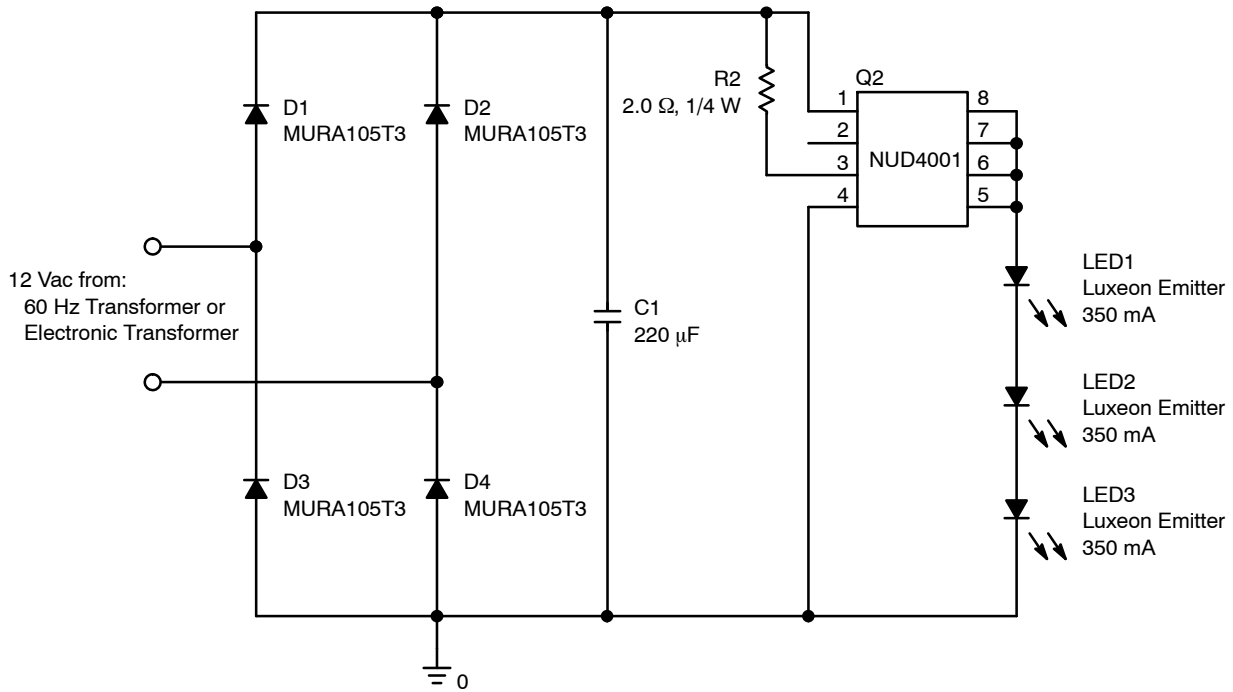 D1
MURA105T3
D2
MURA105T3
R2
2.0 Ω, 1/4 W
Q2
1
2
3
4
NUD4001
8
7
6
5
12 Vac from:
60 Hz Transformer or
Electronic Transformer
C1
220 μF
LED1
Luxeon Emitter
350 mA
LED2
Luxeon Emitter
350 mA
D3
MURA105T3
D4
MURA105T3
LED3
Luxeon Emitter
350 mA
0